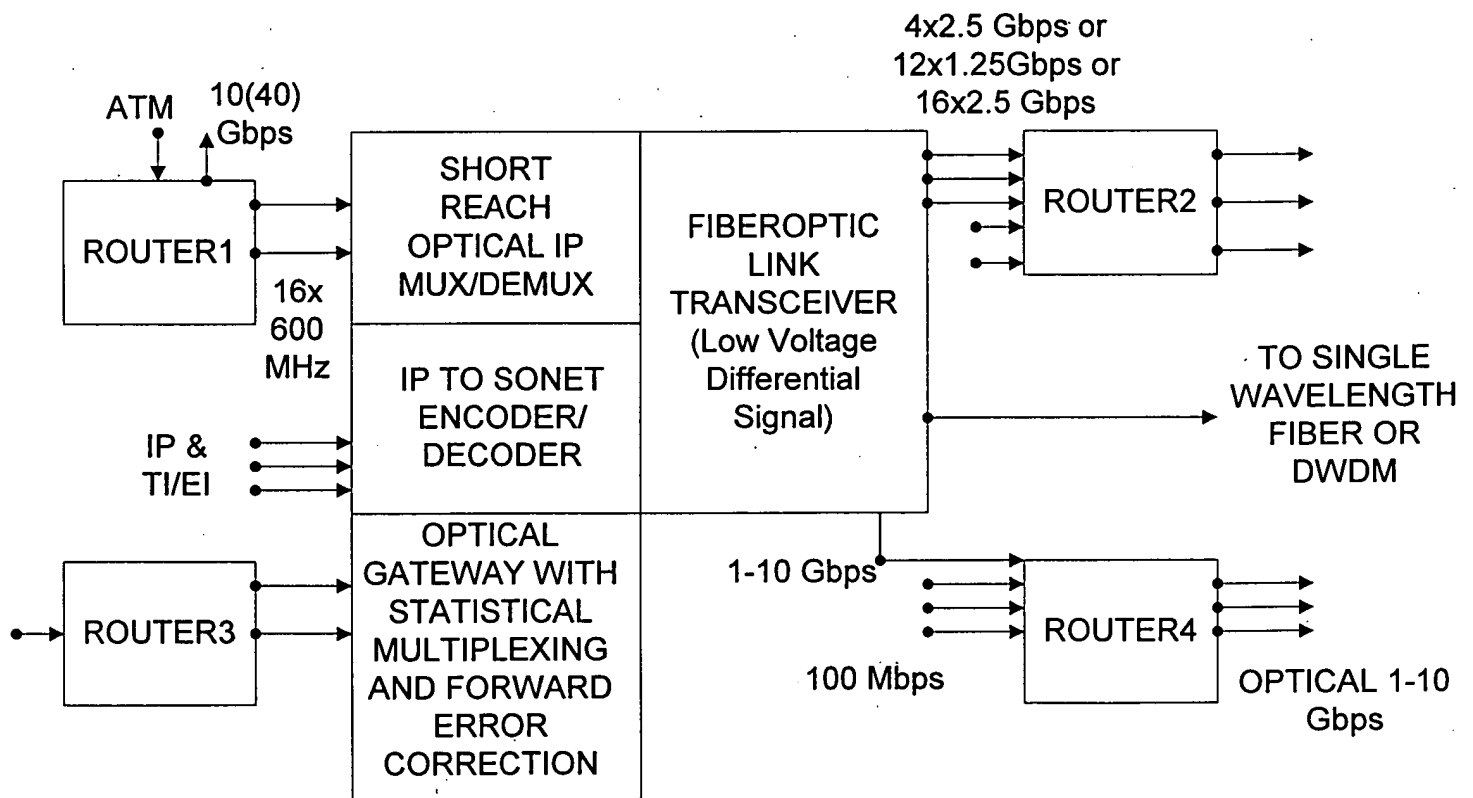 4x2.5 Gbps or
12x1.25Gbps or
16x2.5 Gbps
ATM
10(40)
Gbps
ROUTER1
16x
600
MHz
SHORT
REACH
OPTICAL IP
MUX/DEMUX
FIBEROPTIC
LINK
TRANSCEIVER
(Low Voltage
Differential
Signal)
ROUTER2
IP TO SONET
ENCODER/
DECODER
IP &
TI/EI
TO SINGLE
WAVELENGTH
FIBER OR
DWDM
OPTICAL
GATEWAY WITH
STATISTICAL
MULTIPLEXING
AND FORWARD
ERROR
CORRECTION
ROUTER3
1-10 Gbps
100 Mbps
ROUTER4
OPTICAL 1-10
Gbps